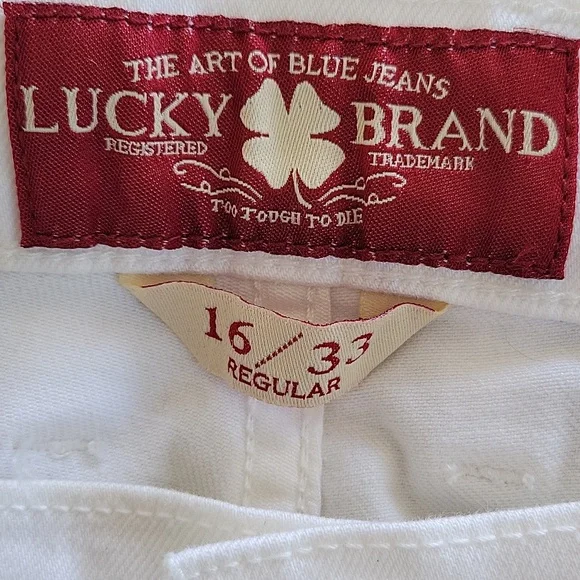 THE ART OF BLUE JEANS
LUCKY BRAND
REGISTERED TRADEMARK
TOO TOUGH TO DIE
16/33
REGULAR